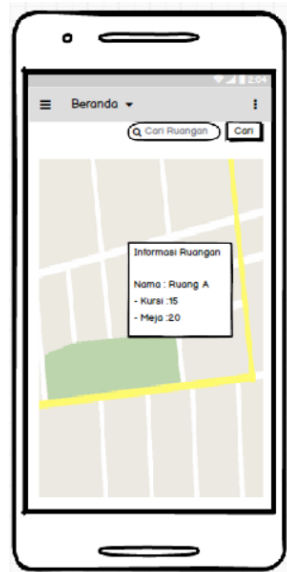 2:04
Beranda
Cari Ruangan Cari
Informasi Ruangan
Nama : Ruang A
- Kursi :15
- Meja :20